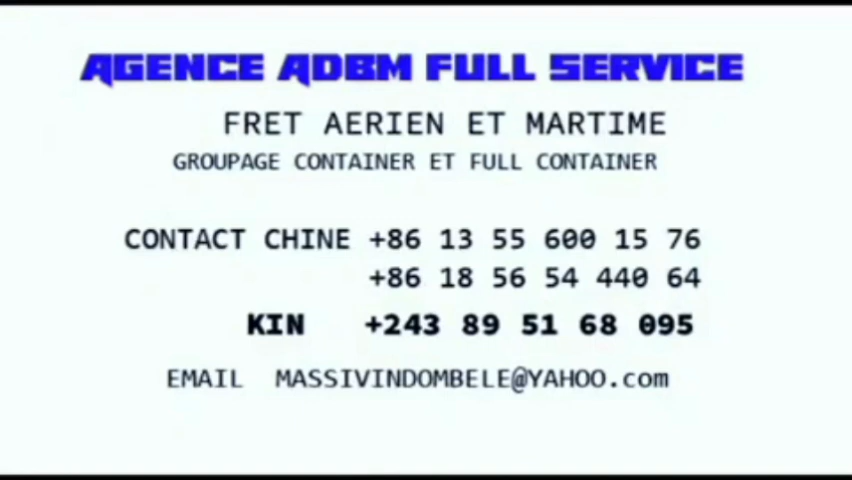 AGENCE ADBM FULL SERVICE
FRET AERIEN ET MARTIME
GROUPAGE CONTAINER ET FULL CONTAINER
CONTACT CHINE +86 13 55 600 15 76
+86 18 56 54 440 64
KIN +243 89 51 68 095
EMAIL MASSIVINDOMBELE@YAHOO.com